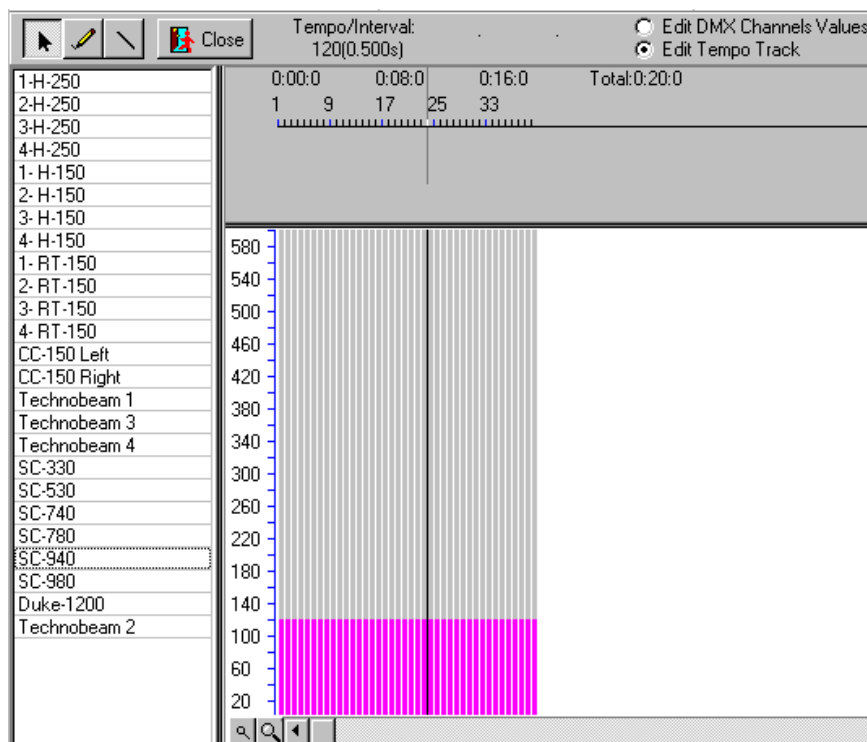 Close
Tempo/Interval:
120(0.500s)
Edit DMX Channels Values
Edit Tempo Track
1-H-250
2-H-250
3-H-250
4-H-250
1- H-150
2- H-150
3- H-150
4- H-150
1- RT-150
2- RT-150
3- RT-150
4- RT-150
CC-150 Left
CC-150 Right
Technobeam 1
Technobeam 3
Technobeam 4
SC-330
SC-530
SC-740
SC-780
SC-940
SC-980
Duke-1200
Technobeam 2
0:00:0 0:08:0 0:16:0 Total:0:20:0
1 9 17 25 33
580
540
500
460
420
380
340
300
260
220
180
140
100
60
20